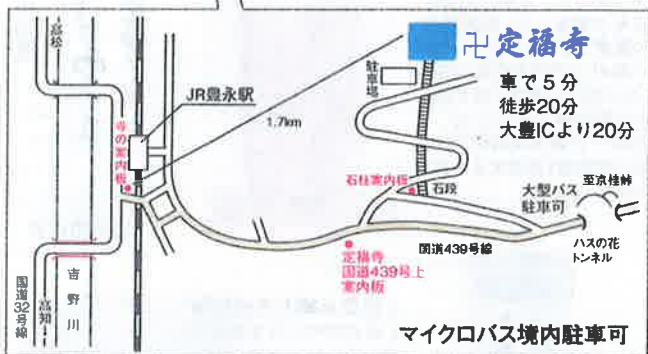 卍定福寺
車で5分
徒歩20分
大豊ICより20分
駐車場
JR豊永駅
1.7km
高松
寺の案内板
石柱案内板
石段
大型バス
駐車可
至京柱峠
国道439号線
ハスの花
トンネル
定福寺
国道439号上
案内板
国道32号線
高知
吉野川
マイクロバス境内駐車可